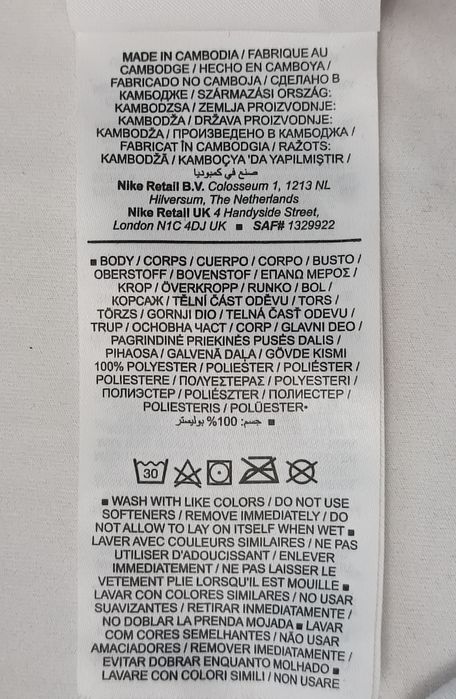 MADE IN CAMBODIA / FABRIQUE AU
CAMBODGE / HECHO EN CAMBOYA /
FABRICADO NO CAMBOJA / СДЕЛАНО В
КАМБОДЖЕ / SZÁRMAZÁSI ORSZÁG:
KAMBODZSA / ZEMLJA PROIZVODNJE:
KAMBODŽA / DRŽAVA PROIZVODNJE:
KAMBODŽA / ПРОИЗВЕДЕНО В КАМБОДЖА /
FABRICAT ÎN CAMBODGIA / RAŽOTS:
KAMBODŽĀ / KAMBOÇYA 'DA YAPILMIŞTIR /
صنع في كمبوديا
Nike Retail B.V. Colosseum 1, 1213 NL
Hilversum, The Netherlands
Nike Retail UK 4 Handyside Street,
London N1C 4DJ UK ■ SAF# 1329922
■ BODY / CORPS / CUERPO / CORPO / BUSTO /
OBERSTOFF / BOVENSTOF / ΕΠΑΝΩ ΜΕΡΟΣ /
KROP / ÖVERKROPP / RUNKO / BOL /
КОРСАЖ / TĚLNÍ ČÁST ODĚVU / TORS /
TÖRZS / GORNJI DIO / TELNÁ ČASŤ ODEVU /
TRUP / ОСНОВНА ЧАСТ / CORP / GLAVNI DEO /
PAGRINDINĖ PRIEKINĖS PUSĖS DALIS /
PIHAOSA / GALVENĀ DAĻA / GÖVDE KISMI
100% POLYESTER / POLIESTER / POLIÉSTER /
POLIESTERE / ΠΟΛΥΕΣΤΕΡΑΣ / POLYESTERI /
ПОЛИЭСТЕР / POLIÉSZTER / ПОЛИЕСТЕР /
POLIESTERIS / POLÜESTER•
■ جسم: 100% بوليستر
30
■ WASH WITH LIKE COLORS / DO NOT USE
SOFTENERS / REMOVE IMMEDIATELY / DO
NOT ALLOW TO LAY ON ITSELF WHEN WET ■
LAVER AVEC COULEURS SIMILAIRES / NE PAS
UTILISER D'ADOUCISSANT / ENLEVER
IMMEDIATEMENT / NE PAS LAISSER LE
VETEMENT PLIE LORSQU'IL EST MOUILLE ■
LAVAR CON COLORES SIMILARES / NO USAR
SUAVIZANTES / RETIRAR INMEDIATAMENTE /
NO DOBLAR LA PRENDA MOJADA ■ LAVAR
COM CORES SEMELHANTES / NÃO USAR
AMACIADORES / REMOVER IMEDIATAMENTE /
EVITAR DOBRAR ENQUANTO MOLHADO ■
LAVARE CON COLORI SIMILI / NON USARE